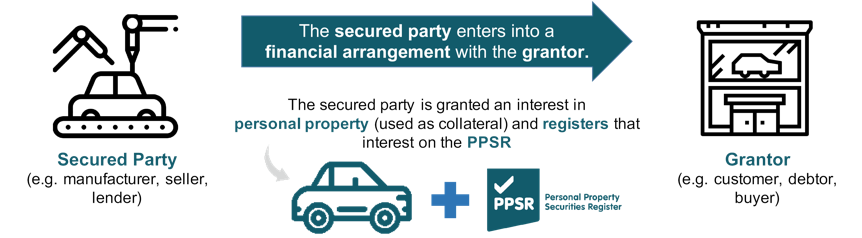 The secured party enters into a
financial arrangement with the grantor.
The secured party is granted an interest in
personal property (used as collateral) and registers that
interest on the PPSR
Secured Party
(e.g. manufacturer, seller,
lender)
PPSR
Personal Property
Securities Register
Grantor
(e.g. customer, debtor,
buyer)